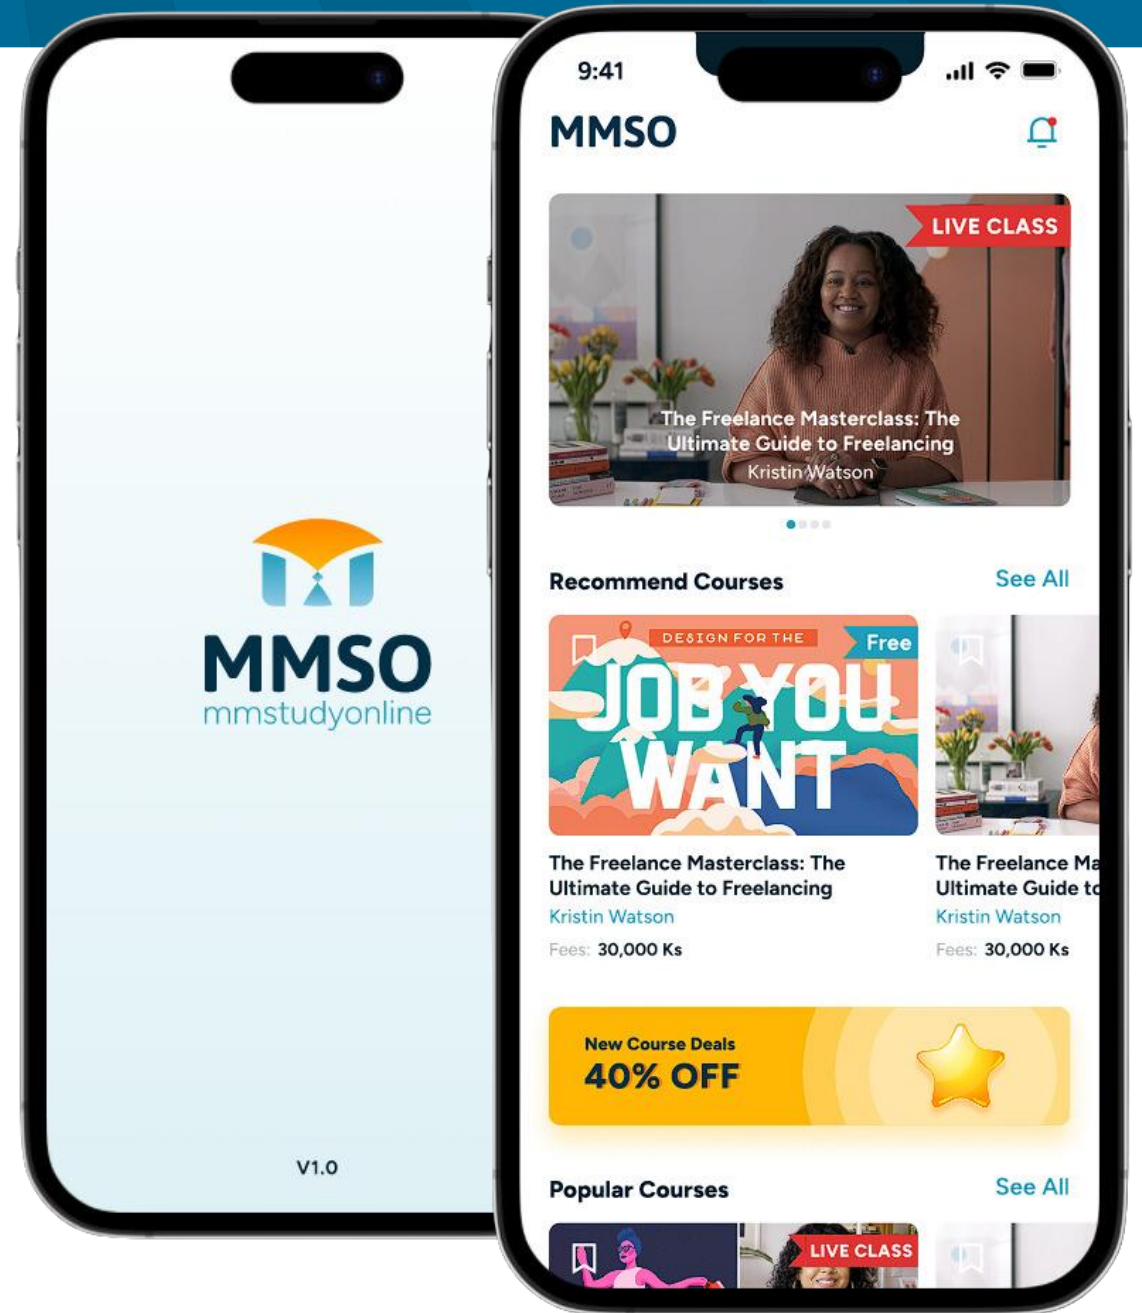 MMSO
mmstudyonline
V1.0
9:41
MMSO
LIVE CLASS
The Freelance Masterclass: The
Ultimate Guide to Freelancing
Kristin Watson
Recommend Courses
See All
DESIGN FOR THE
Free
JOB YOU
WANT
The Freelance Masterclass: The
Ultimate Guide to Freelancing
Kristin Watson
Fees: 30,000 Ks
The Freelance Ma
Ultimate Guide to
Kristin Watson
Fees: 30,000 Ks
New Course Deals
40% OFF
Popular Courses
See All
LIVE CLASS